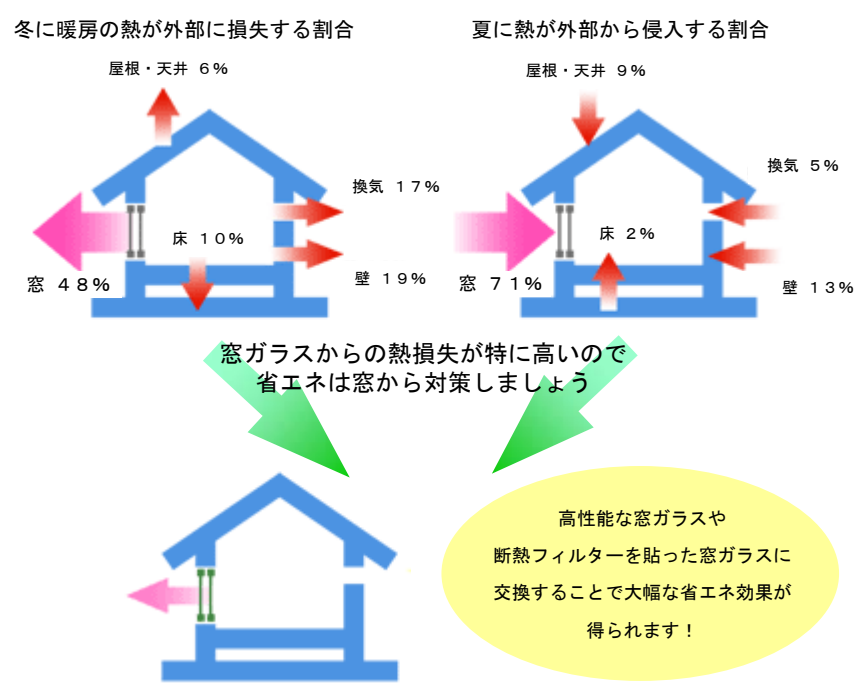 冬に暖房の熱が外部に損失する割合
屋根・天井 6%
換気 17%
床 10%
窓 48%
壁 19%
夏に熱が外部から侵入する割合
屋根・天井 9%
換気 5%
床 2%
窓 71%
壁 13%
窓ガラスからの熱損失が特に高いので
省エネは窓から対策しましょう
高性能な窓ガラスや
断熱フィルターを貼った窓ガラスに
交換することで大幅な省エネ効果が
得られます！